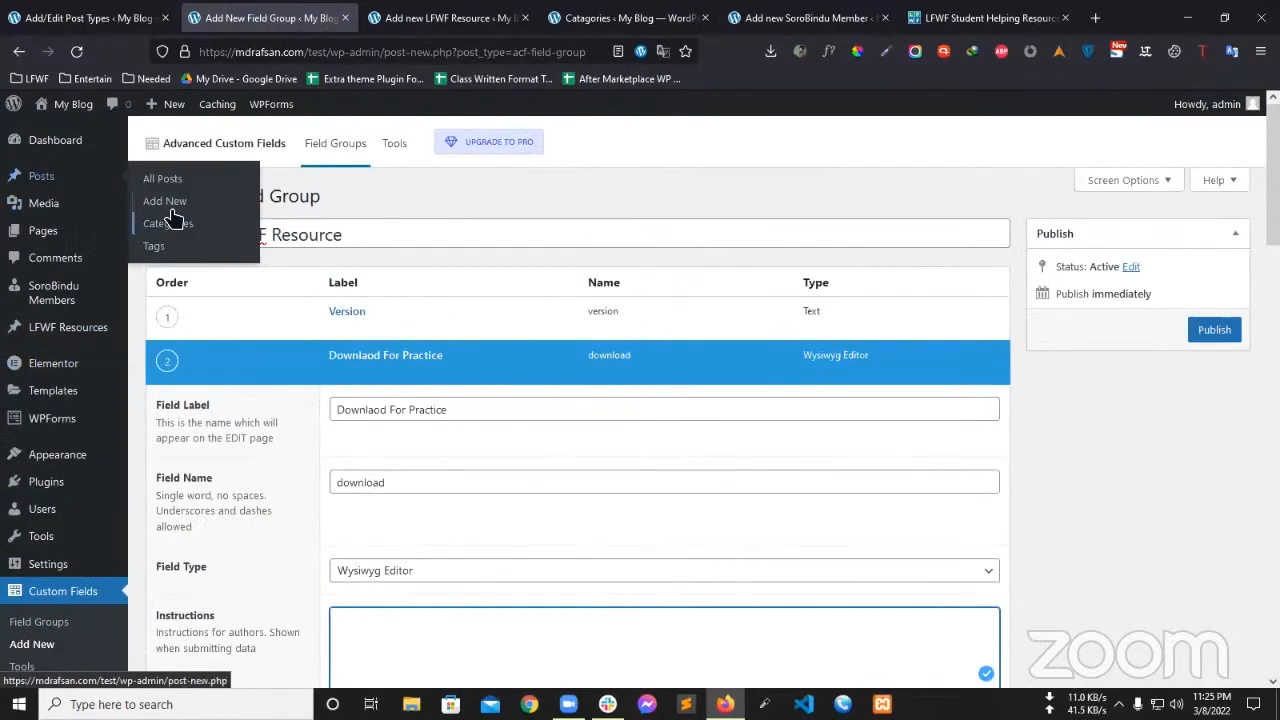 Add/Edit Post Types ‹ My Blog —
Add New Field Group ‹ My Blog
Add new LFWF Resource ‹ My B
Catagories ‹ My Blog — WordP
Add new SoroBindu Member ‹
LFWF Student Helping Resourc
https://mdrafsan.com/test/wp-admin/post-new.php?post_type=acf-field-group
New
LFWF
Entertain
Needed
My Drive - Google Drive
Extra theme Plugin Fo...
Class Written Format T...
After Marketplace WP ...
My Blog
0
New
Caching
WPForms
Howdy, admin
Dashboard
Posts
Media
Pages
Comments
SoroBindu
Members
LFWF Resources
Elementor
Templates
WPForms
Appearance
Plugins
Users
Tools
Settings
Custom Fields
Field Groups
Add New
Tools
All Posts
Add New
Categories
Tags
Advanced Custom Fields
Field Groups
Tools
UPGRADE TO PRO
Screen Options
Help
d Group
F Resource
Order
Label
Name
Type
1
Version
version
Text
2
Downlaod For Practice
download
Wysiwyg Editor
Field Label
This is the name which will
appear on the EDIT page
Downlaod For Practice
Field Name
Single word, no spaces.
Underscores and dashes
allowed
download
Field Type
Wysiwyg Editor
Instructions
Instructions for authors. Shown
when submitting data
Publish
Status: Active Edit
Publish immediately
Publish
zoom
https://mdrafsan.com/test/wp-admin/post-new.php
Type here to search
11.0 KB/s
41.5 KB/s
11:25 PM
3/8/2022